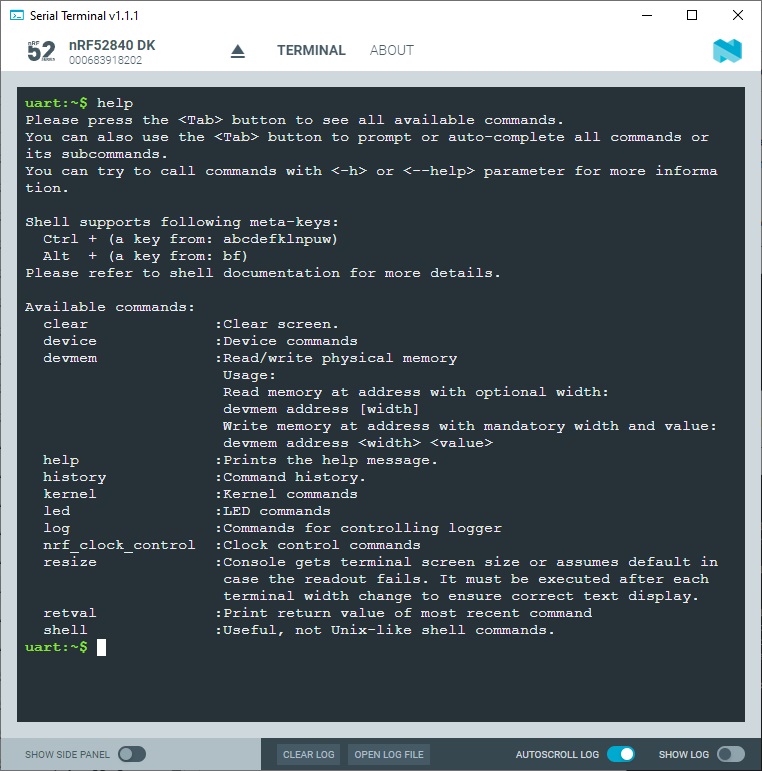 Serial Terminal v1.1.1
nRF 52 SERIES
nRF52840 DK
000683918202
TERMINAL
ABOUT
uart:~$ help
Please press the <Tab> button to see all available commands.
You can also use the <Tab> button to prompt or auto-complete all commands or
its subcommands.
You can try to call commands with <-h> or <--help> parameter for more informa
tion.
Shell supports following meta-keys:
  Ctrl + (a key from: abcdefklnpuw)
  Alt  + (a key from: bf)
Please refer to shell documentation for more details.
Available commands:
  clear              :Clear screen.
  device             :Device commands
  devmem             :Read/write physical memory
                      Usage:
                      Read memory at address with optional width:
                      devmem address [width]
                      Write memory at address with mandatory width and value:
                      devmem address <width> <value>
  help               :Prints the help message.
  history            :Command history.
  kernel             :Kernel commands
  led                :LED commands
  log                :Commands for controlling logger
  nrf_clock_control  :Clock control commands
  resize             :Console gets terminal screen size or assumes default in
                      case the readout fails. It must be executed after each
                      terminal width change to ensure correct text display.
  retval             :Print return value of most recent command
  shell              :Useful, not Unix-like shell commands.
uart:~$
SHOW SIDE PANEL
CLEAR LOG
OPEN LOG FILE
AUTOSCROLL LOG
SHOW LOG